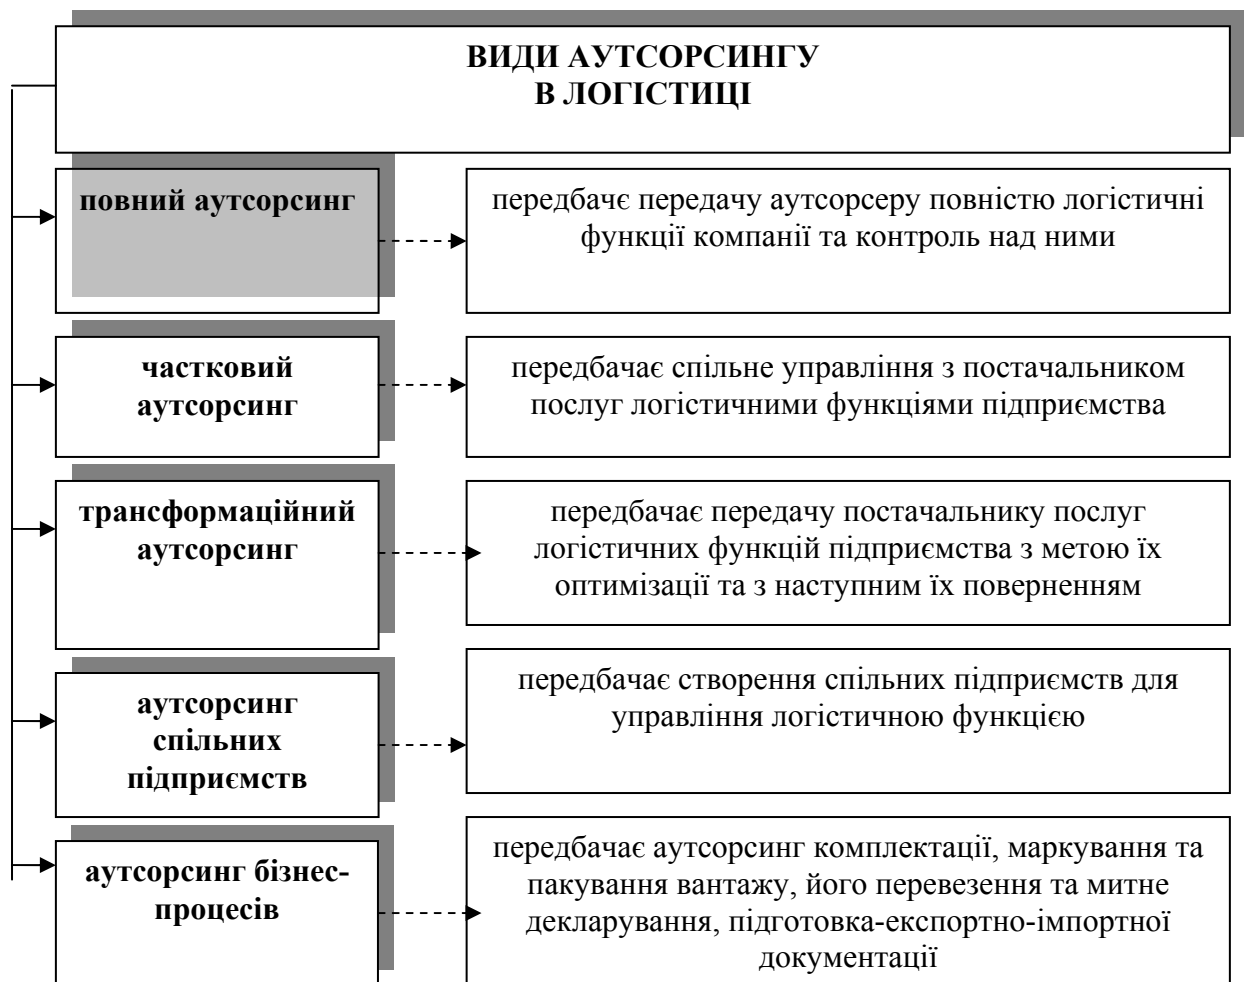 ВИДИ АУТСОРСИНГУ
В ЛОГІСТИЦІ
повний аутсорсинг
передбачє передачу аутсорсеру повністю логістичні
функції компанії та контроль над ними
частковий
аутсорсинг
передбачає спільне управління з постачальником
послуг логістичними функціями підприємства
трансформаційний
аутсорсинг
передбачає передачу постачальнику послуг
логістичних функцій підприємства з метою їх
оптимізації та з наступним їх поверненням
аутсорсинг
спільних
підприємств
передбачає створення спільних підприємств для
управління логістичною функцією
аутсорсинг бізнес-
процесів
передбачає аутсорсинг комплектації, маркування та
пакування вантажу, його перевезення та митне
декларування, підготовка-експортно-імпортної
документації